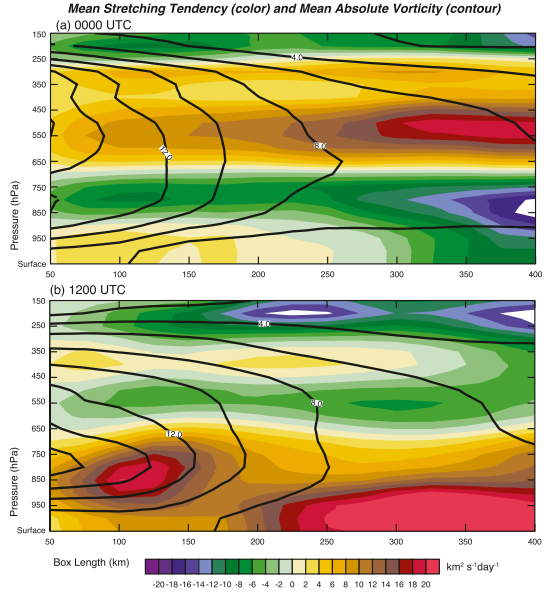 Mean Stretching Tendency (color) and Mean Absolute Vorticity (contour)
(a) 0000 UTC
150
250
350
450
550
650
750
850
950
Surface
Pressure (hPa)
4.0
8.0
12.0
50 100 150 200 250 300 350 400
(b) 1200 UTC
150
250
350
450
550
650
750
850
950
Surface
Pressure (hPa)
4.0
8.0
12.0
50 100 150 200 250 300 350 400
Box Length (km)
-20 -18 -16 -14 -12 -10 -8 -6 -4 -2 0 2 4 6 8 10 12 14 16 18 20
km² s⁻¹day⁻¹